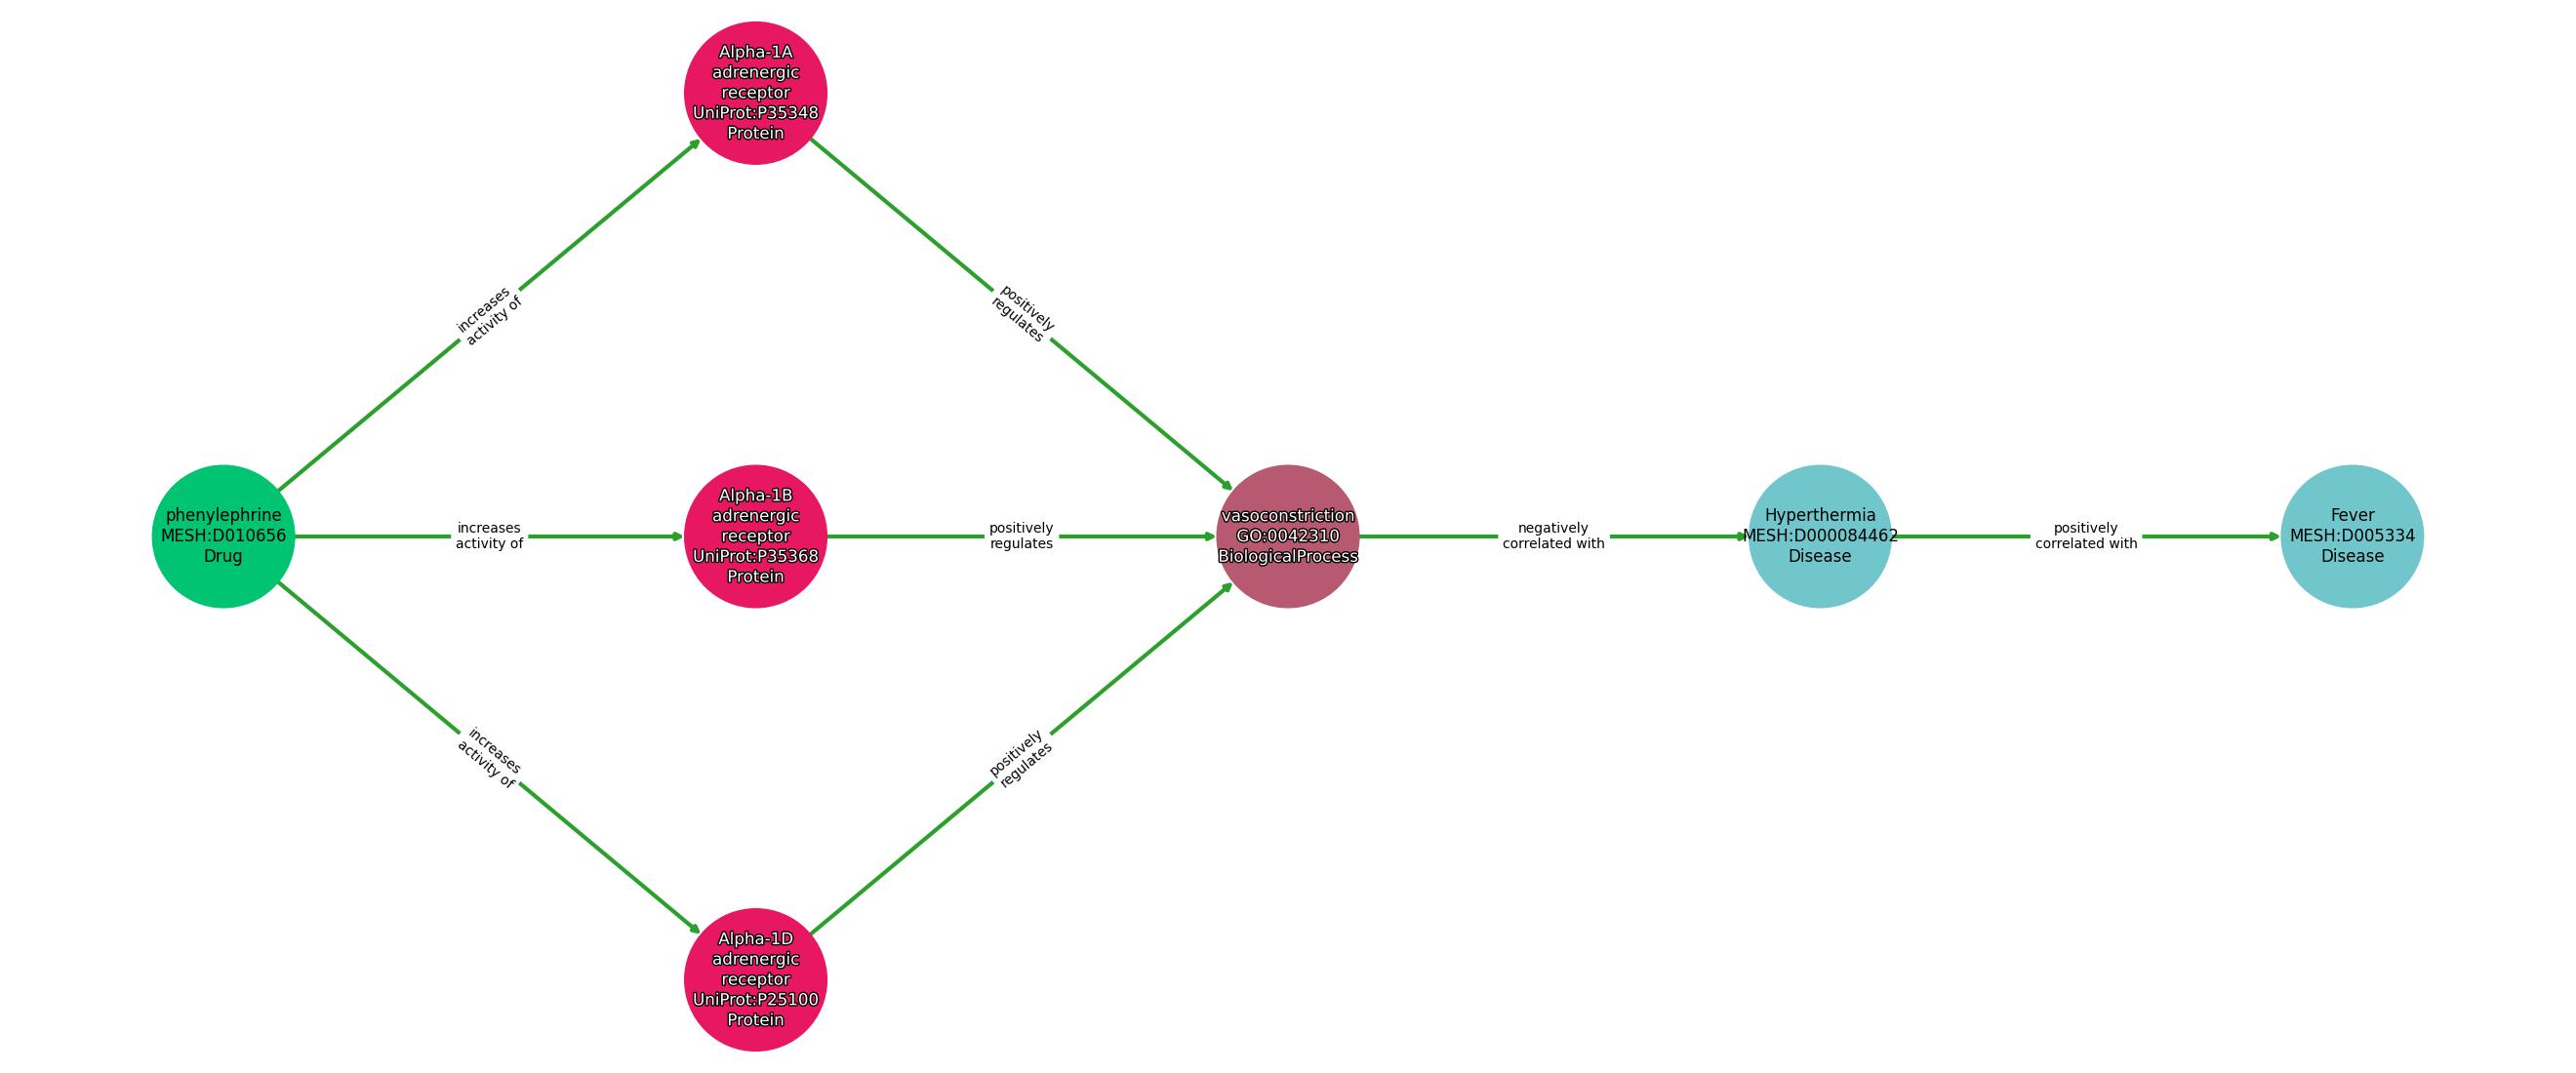 Alpha-1A
adrenergic
receptor
UniProt:P35348
Protein
increases
activity of
positively
regulates
phenylephrine
MESH:D010656
Drug
increases
activity of
Alpha-1B
adrenergic
receptor
UniProt:P35368
Protein
positively
regulates
vasoconstriction
GO:0042310
BiologicalProcess
negatively
correlated with
Hyperthermia
MESH:D000084462
Disease
positively
correlated with
Fever
MESH:D005334
Disease
increases
activity of
positively
regulates
Alpha-1D
adrenergic
receptor
UniProt:P25100
Protein